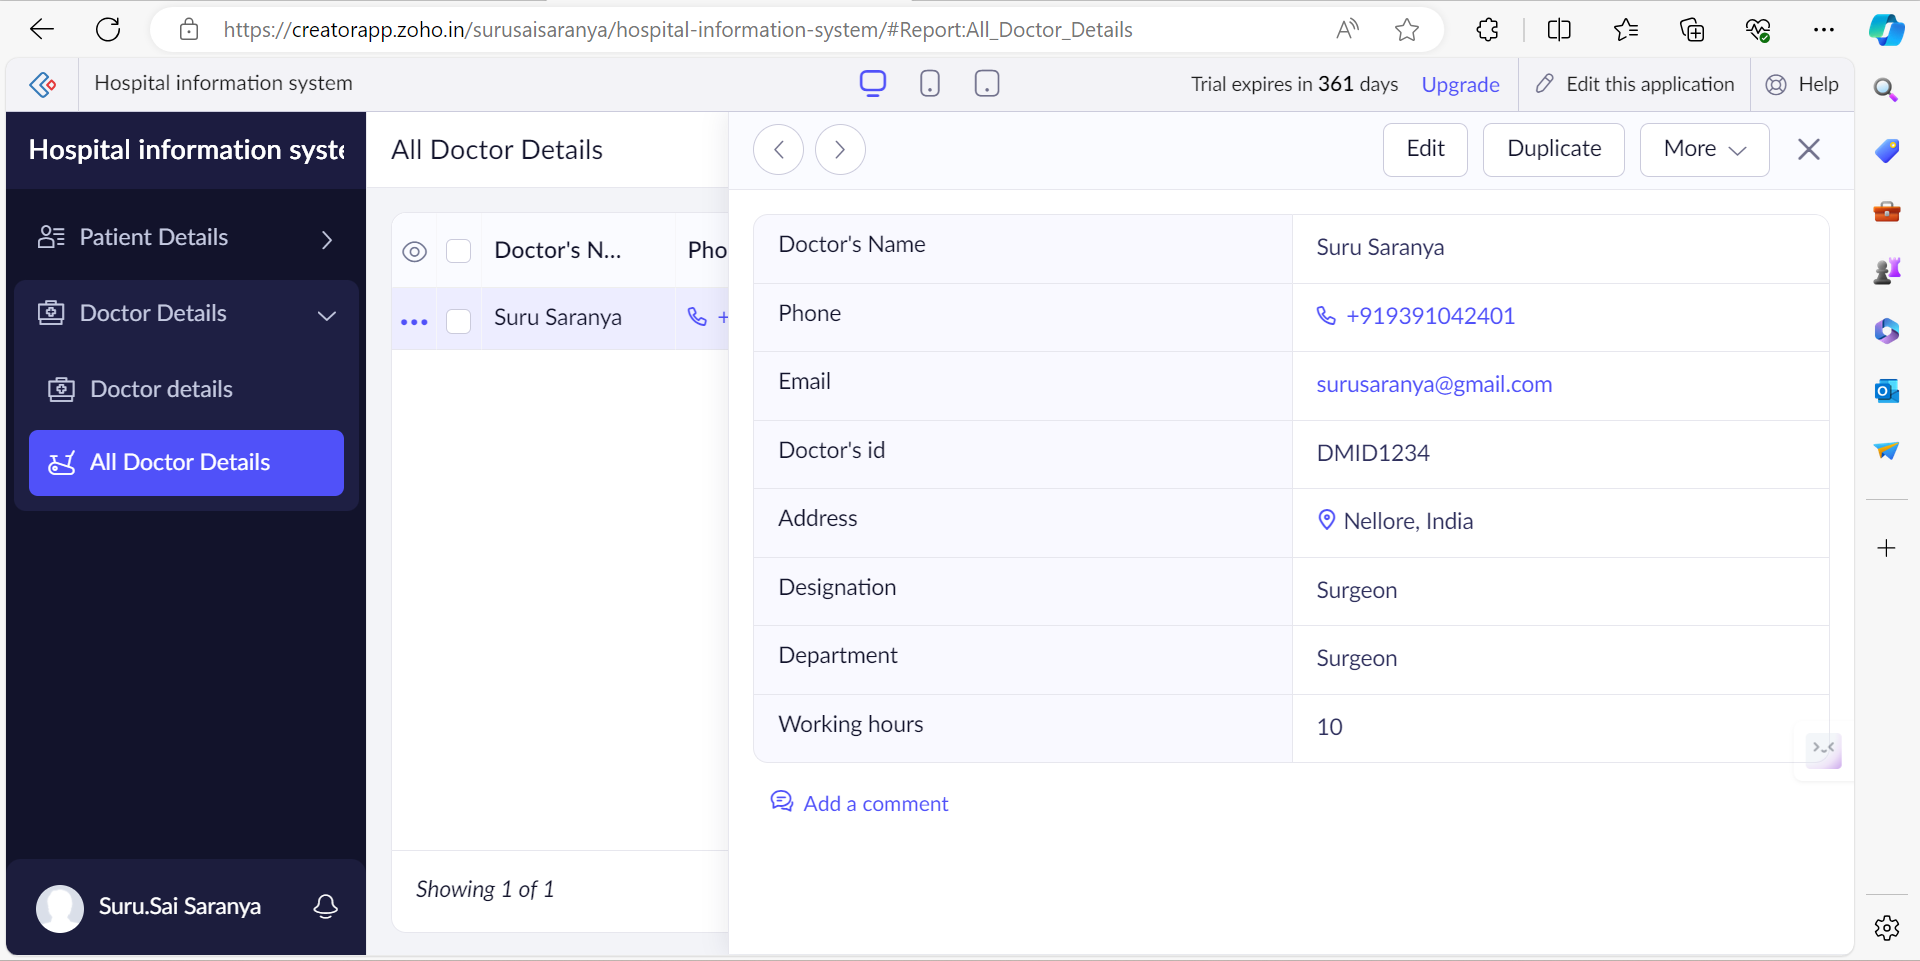 https://creatorapp.zoho.in/surusaisaranya/hospital-information-system/#Report:All_Doctor_Details
Hospital information system
Trial expires in 361 days
Upgrade
Edit this application
Help
Hospital information syste
Patient Details
Doctor Details
Doctor details
All Doctor Details
Suru.Sai Saranya
All Doctor Details
Doctor's N...
Pho
Suru Saranya
+
Showing 1 of 1
Edit
Duplicate
More
Doctor's Name
Suru Saranya
Phone
+919391042401
Email
surusaranya@gmail.com
Doctor's id
DMID1234
Address
Nellore, India
Designation
Surgeon
Department
Surgeon
Working hours
10
Add a comment